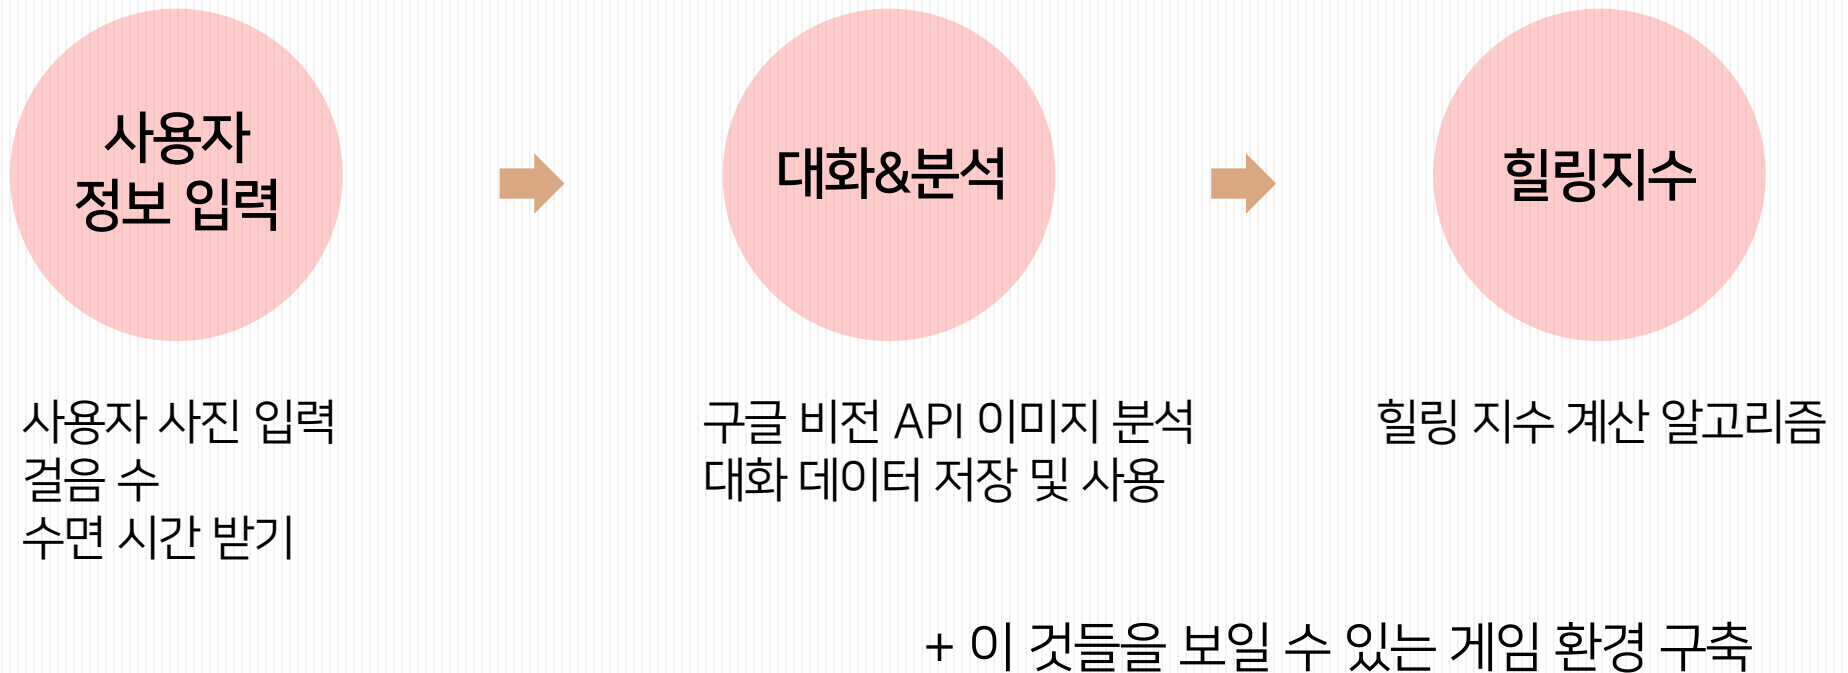 사용자
정보 입력
대화&분석
힐링지수
사용자 사진 입력
걸음 수
수면 시간 받기
구글 비전 API 이미지 분석
대화 데이터 저장 및 사용
힐링 지수 계산 알고리즘
+ 이 것들을 보일 수 있는 게임 환경 구축